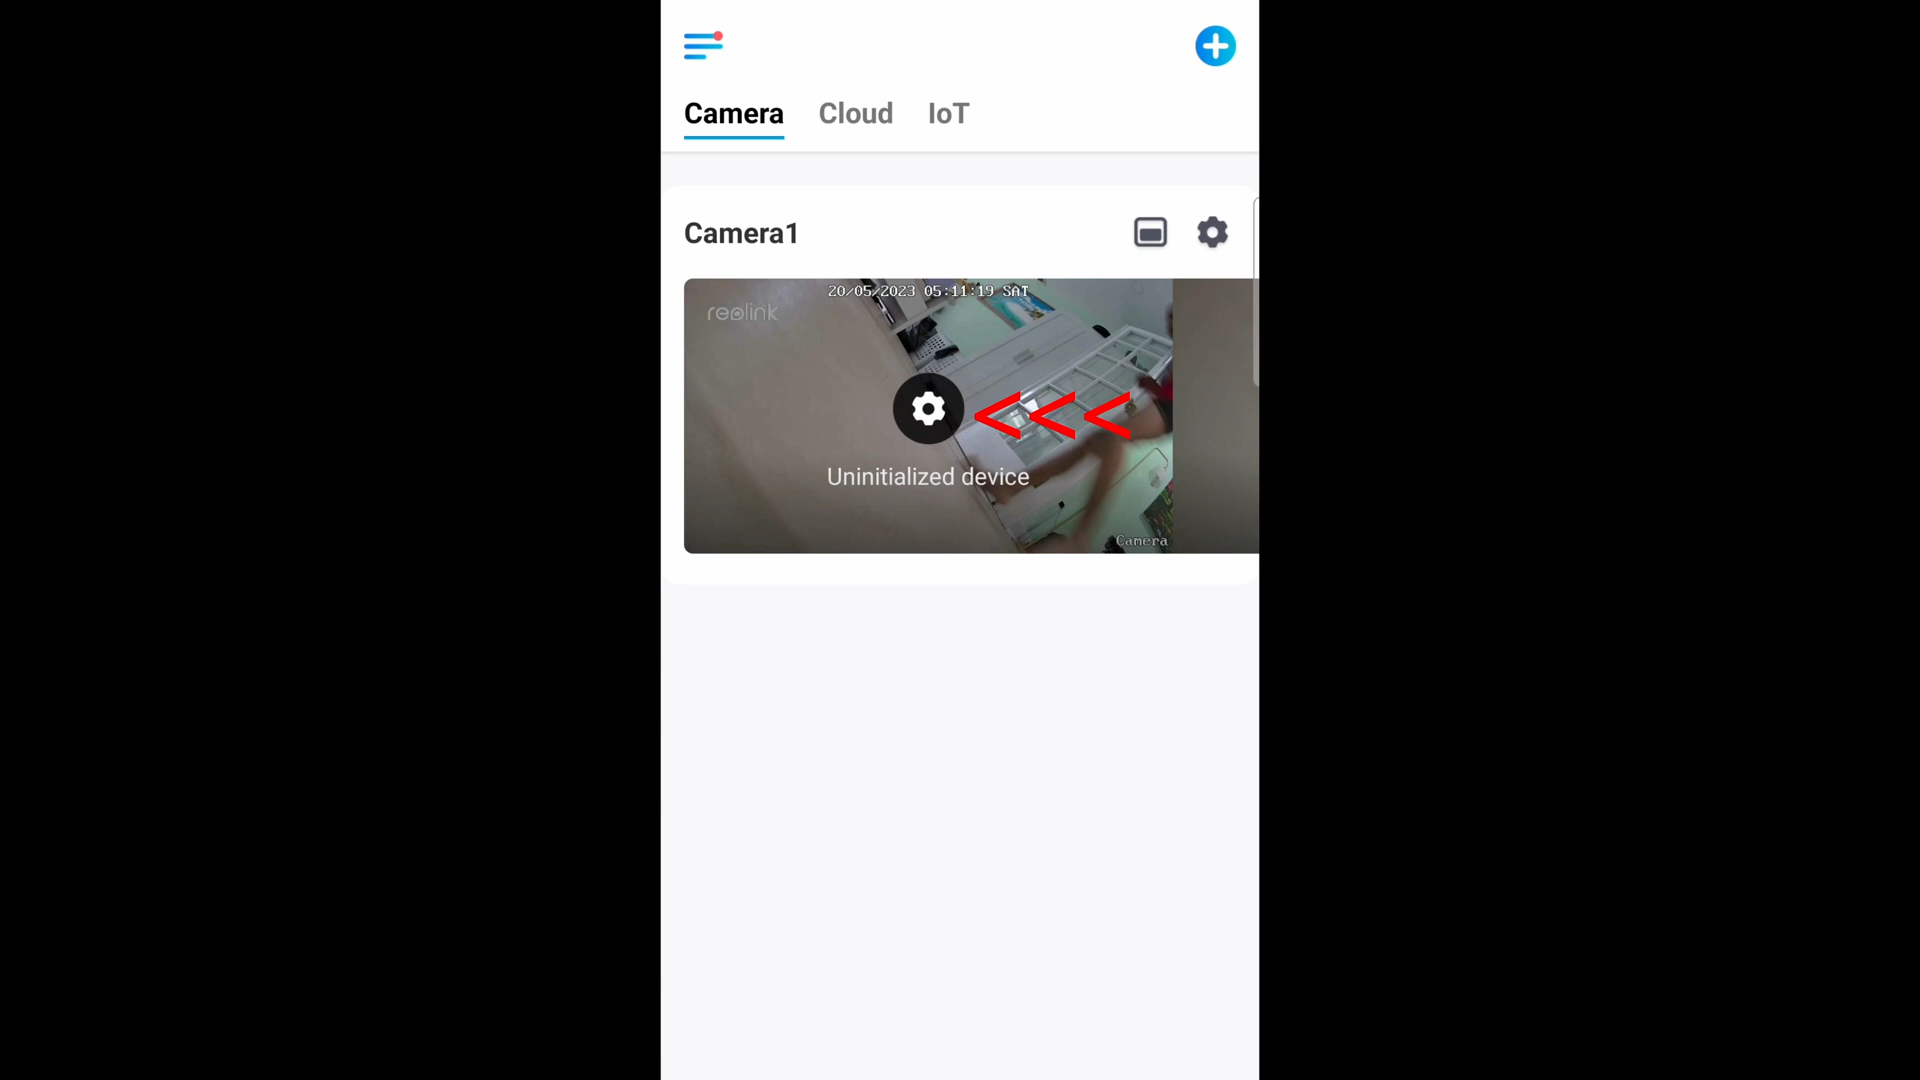 Camera Cloud IoT
Camera1
20/05/2023 05:11:19 SAT
reolink
<<<
Uninitialized device
Camera